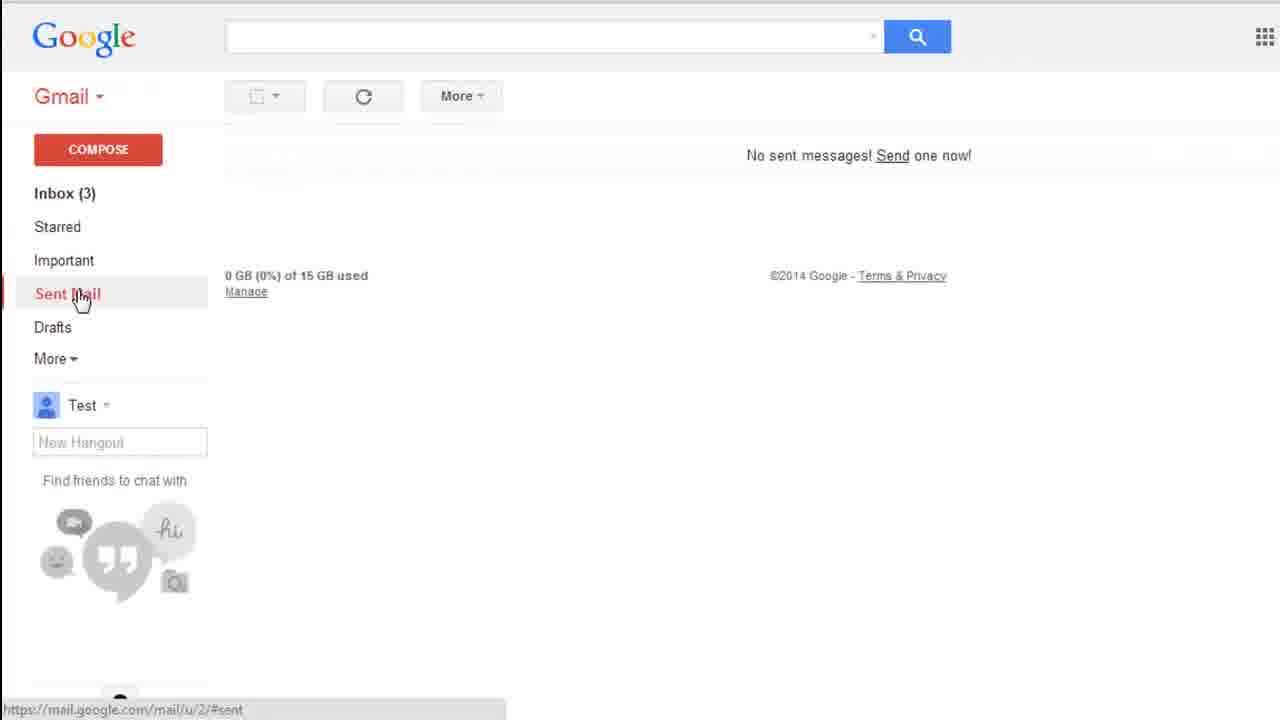 Google
Gmail
More
COMPOSE
No sent messages! Send one now!
Inbox (3)
Starred
Important
0 GB (0%) of 15 GB used
©2014 Google - Terms & Privacy
Manage
Sent Mail
Drafts
More
Test
New Hangout
Find friends to chat with
hi
https://mail.google.com/mail/u/2/#sent